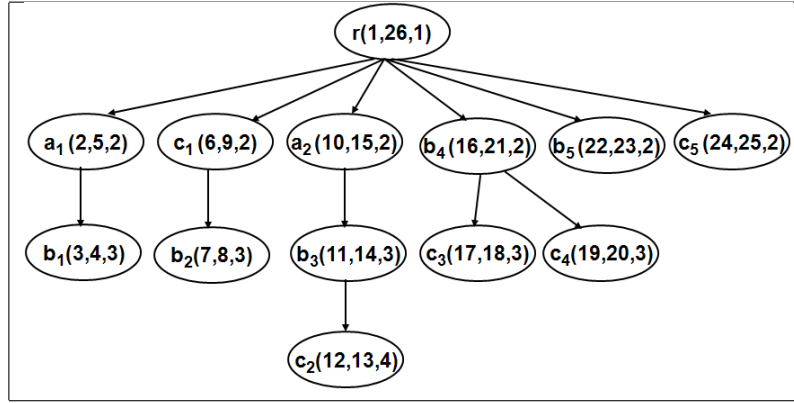 r(1,26,1)
a1 (2,5,2) c1 (6,9,2) a2 (10,15,2) b4 (16,21,2) b5 (22,23,2) c5 (24,25,2)
b1(3,4,3) b2(7,8,3) b3(11,14,3) c3(17,18,3) c4(19,20,3)
c2(12,13,4)